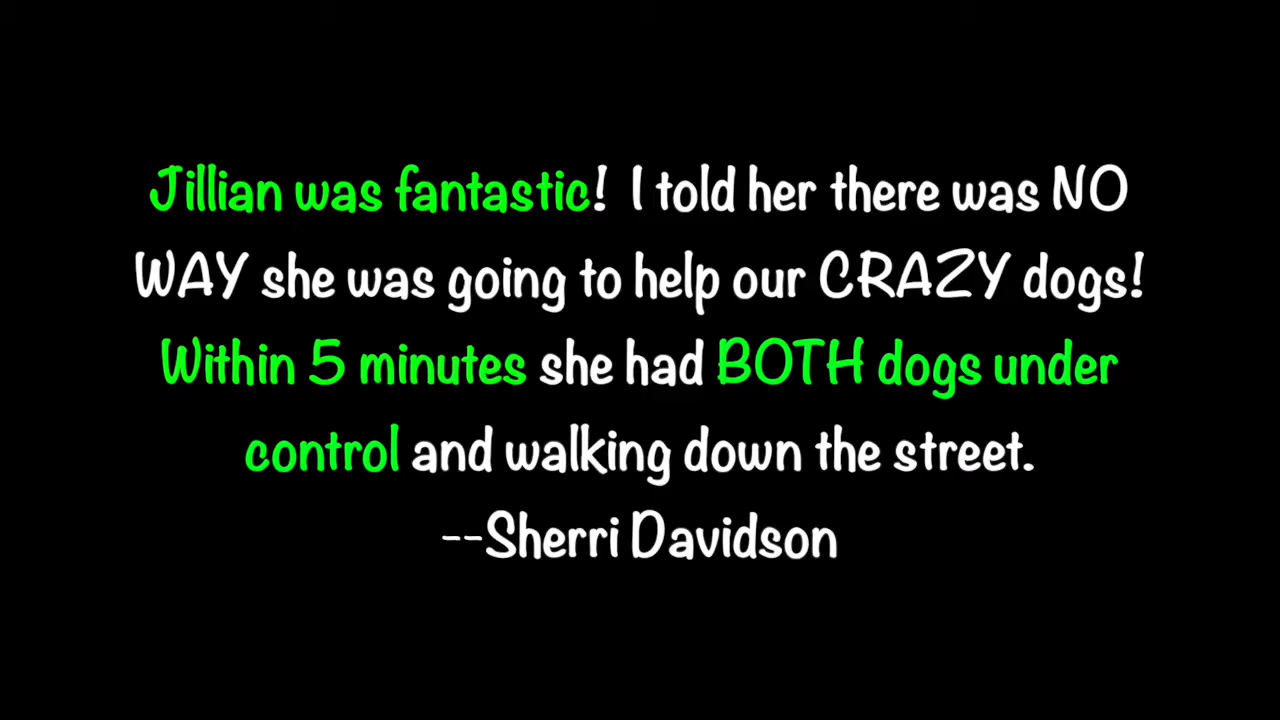 Jillian was fantastic!  I told her there was NO
WAY she was going to help our CRAZY dogs!
Within 5 minutes she had BOTH dogs under
control and walking down the street.
--Sherri Davidson